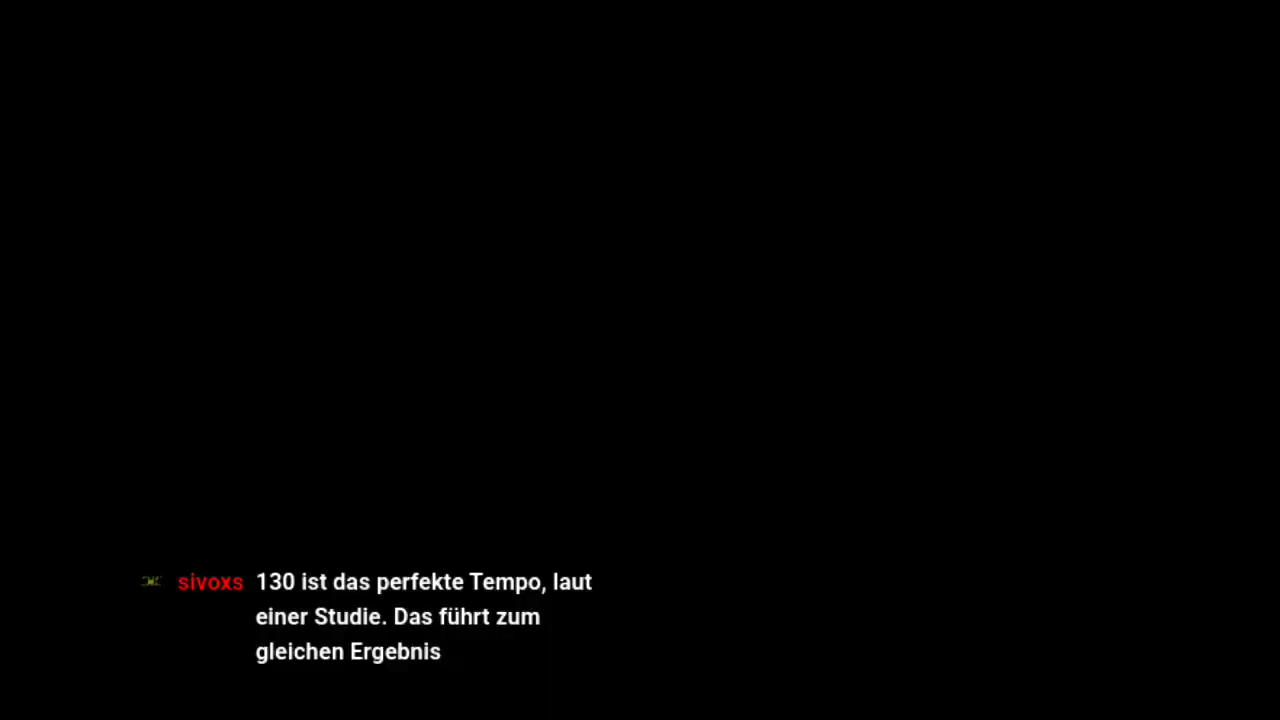 sivoxs 130 ist das perfekte Tempo, laut
einer Studie. Das führt zum
gleichen Ergebnis